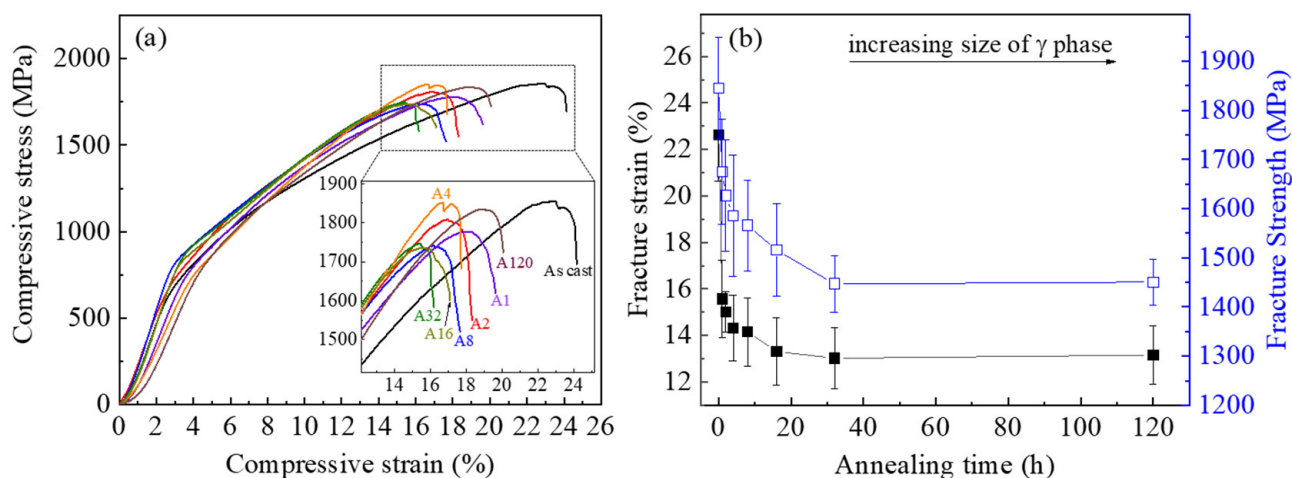 (a)
Compressive stress (MPa)
2000
1500
1000
500
0
0 2 4 6 8 10 12 14 16 18 20 22 24 26
Compressive strain (%)
1900
1800
1700
1600
1500
14 16 18 20 22 24
A4
A120
As cast
A32
A1
A16
A2
A8
(b)
increasing size of γ phase
Fracture strain (%)
26
24
22
20
18
16
14
12
0 20 40 60 80 100 120
Annealing time (h)
1900
1800
1700
1600
1500
1400
1300
1200
Fracture Strength (MPa)